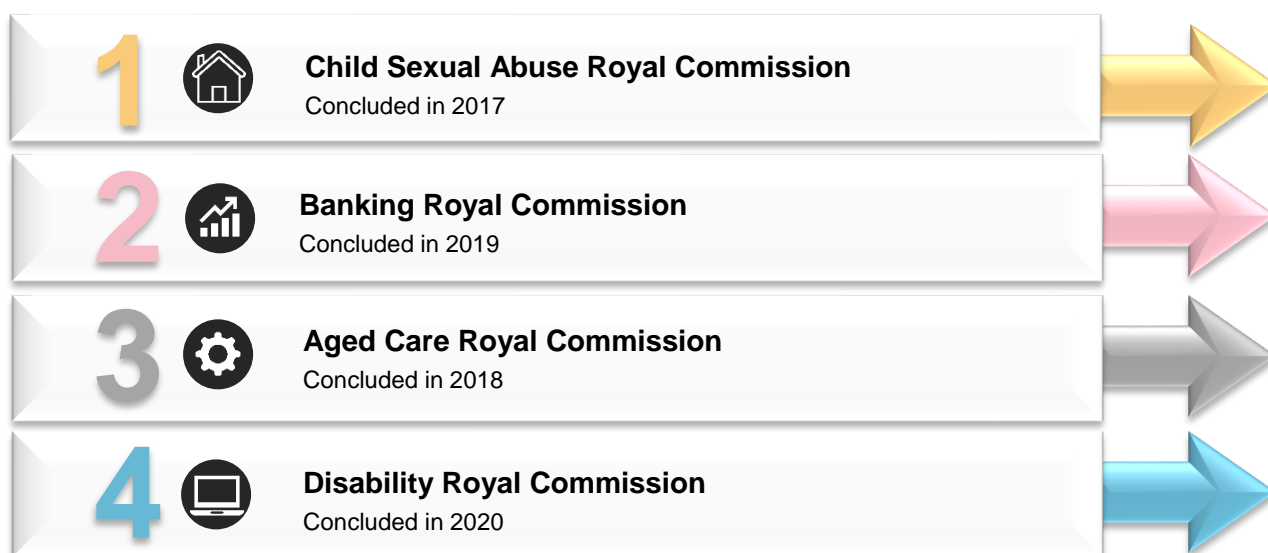 1
Child Sexual Abuse Royal Commission
Concluded in 2017
2
Banking Royal Commission
Concluded in 2019
3
Aged Care Royal Commission
Concluded in 2018
4
Disability Royal Commission
Concluded in 2020